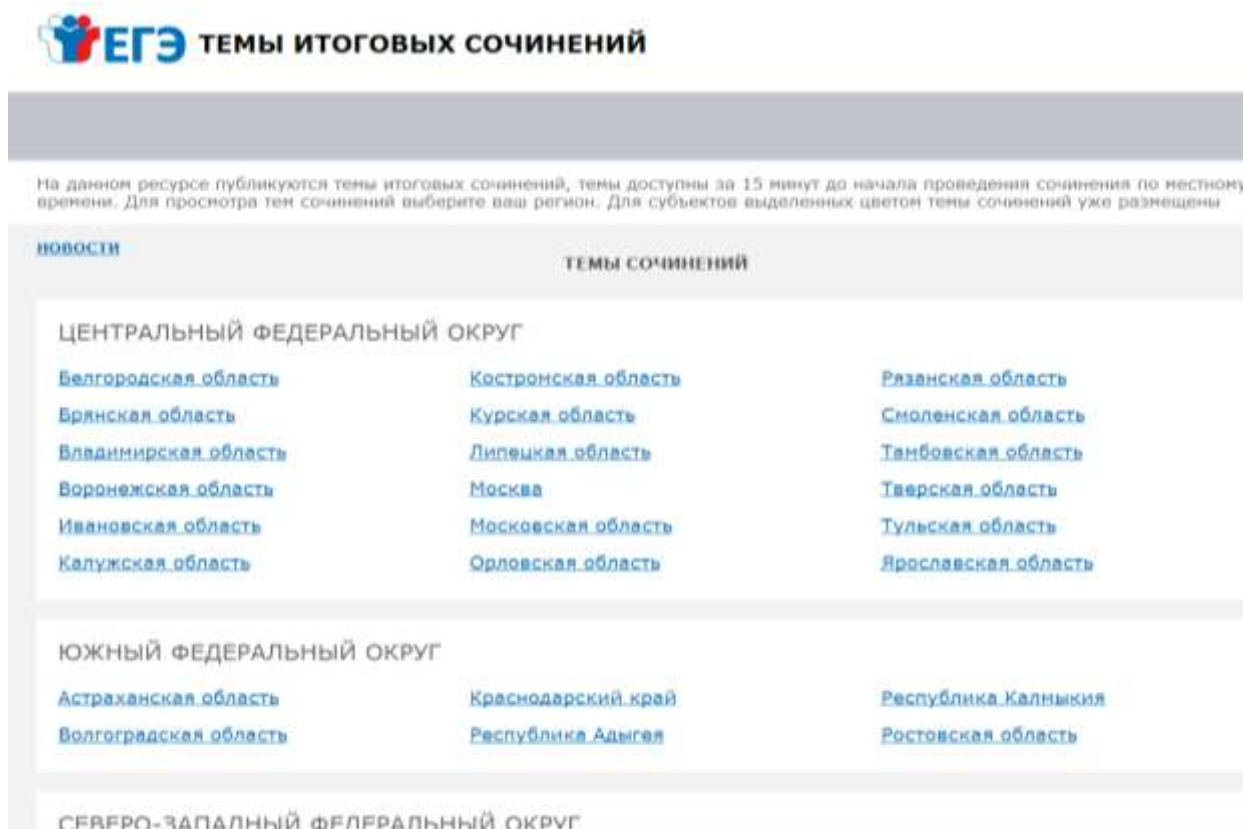 ЕГЭ ТЕМЫ ИТОГОВЫХ СОЧИНЕНИЙ
На данном ресурсе публикуются темы итоговых сочинений, темы доступны за 15 минут до начала проведения сочинения по местному
времени. Для просмотра тем сочинений выберите ваш регион. Для субъектов выделенных цветом темы сочинений уже размещены
НОВОСТИ
ТЕМЫ СОЧИНЕНИЙ
ЦЕНТРАЛЬНЫЙ ФЕДЕРАЛЬНЫЙ ОКРУГ
Белгородская область Костромская область Рязанская область
Брянская область Курская область Смоленская область
Владимирская область Липецкая область Тамбовская область
Воронежская область Москва Тверская область
Ивановская область Московская область Тульская область
Калужская область Орловская область Ярославская область
ЮЖНЫЙ ФЕДЕРАЛЬНЫЙ ОКРУГ
Астраханская область Краснодарский край Республика Калмыкия
Волгоградская область Республика Адыгея Ростовская область
СЕВЕРО-ЗАПАДНЫЙ ФЕДЕРАЛЬНЫЙ ОКРУГ